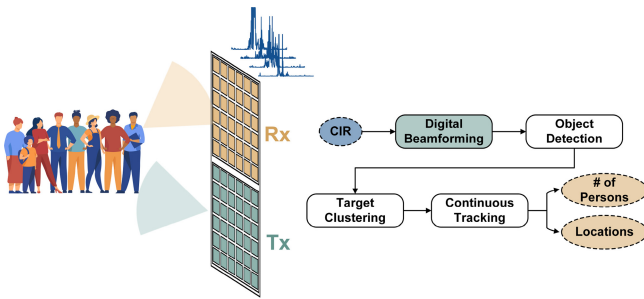 Rx
Tx
CIR
Digital
Beamforming
Object
Detection
Target
Clustering
Continuous
Tracking
# of
Persons
Locations